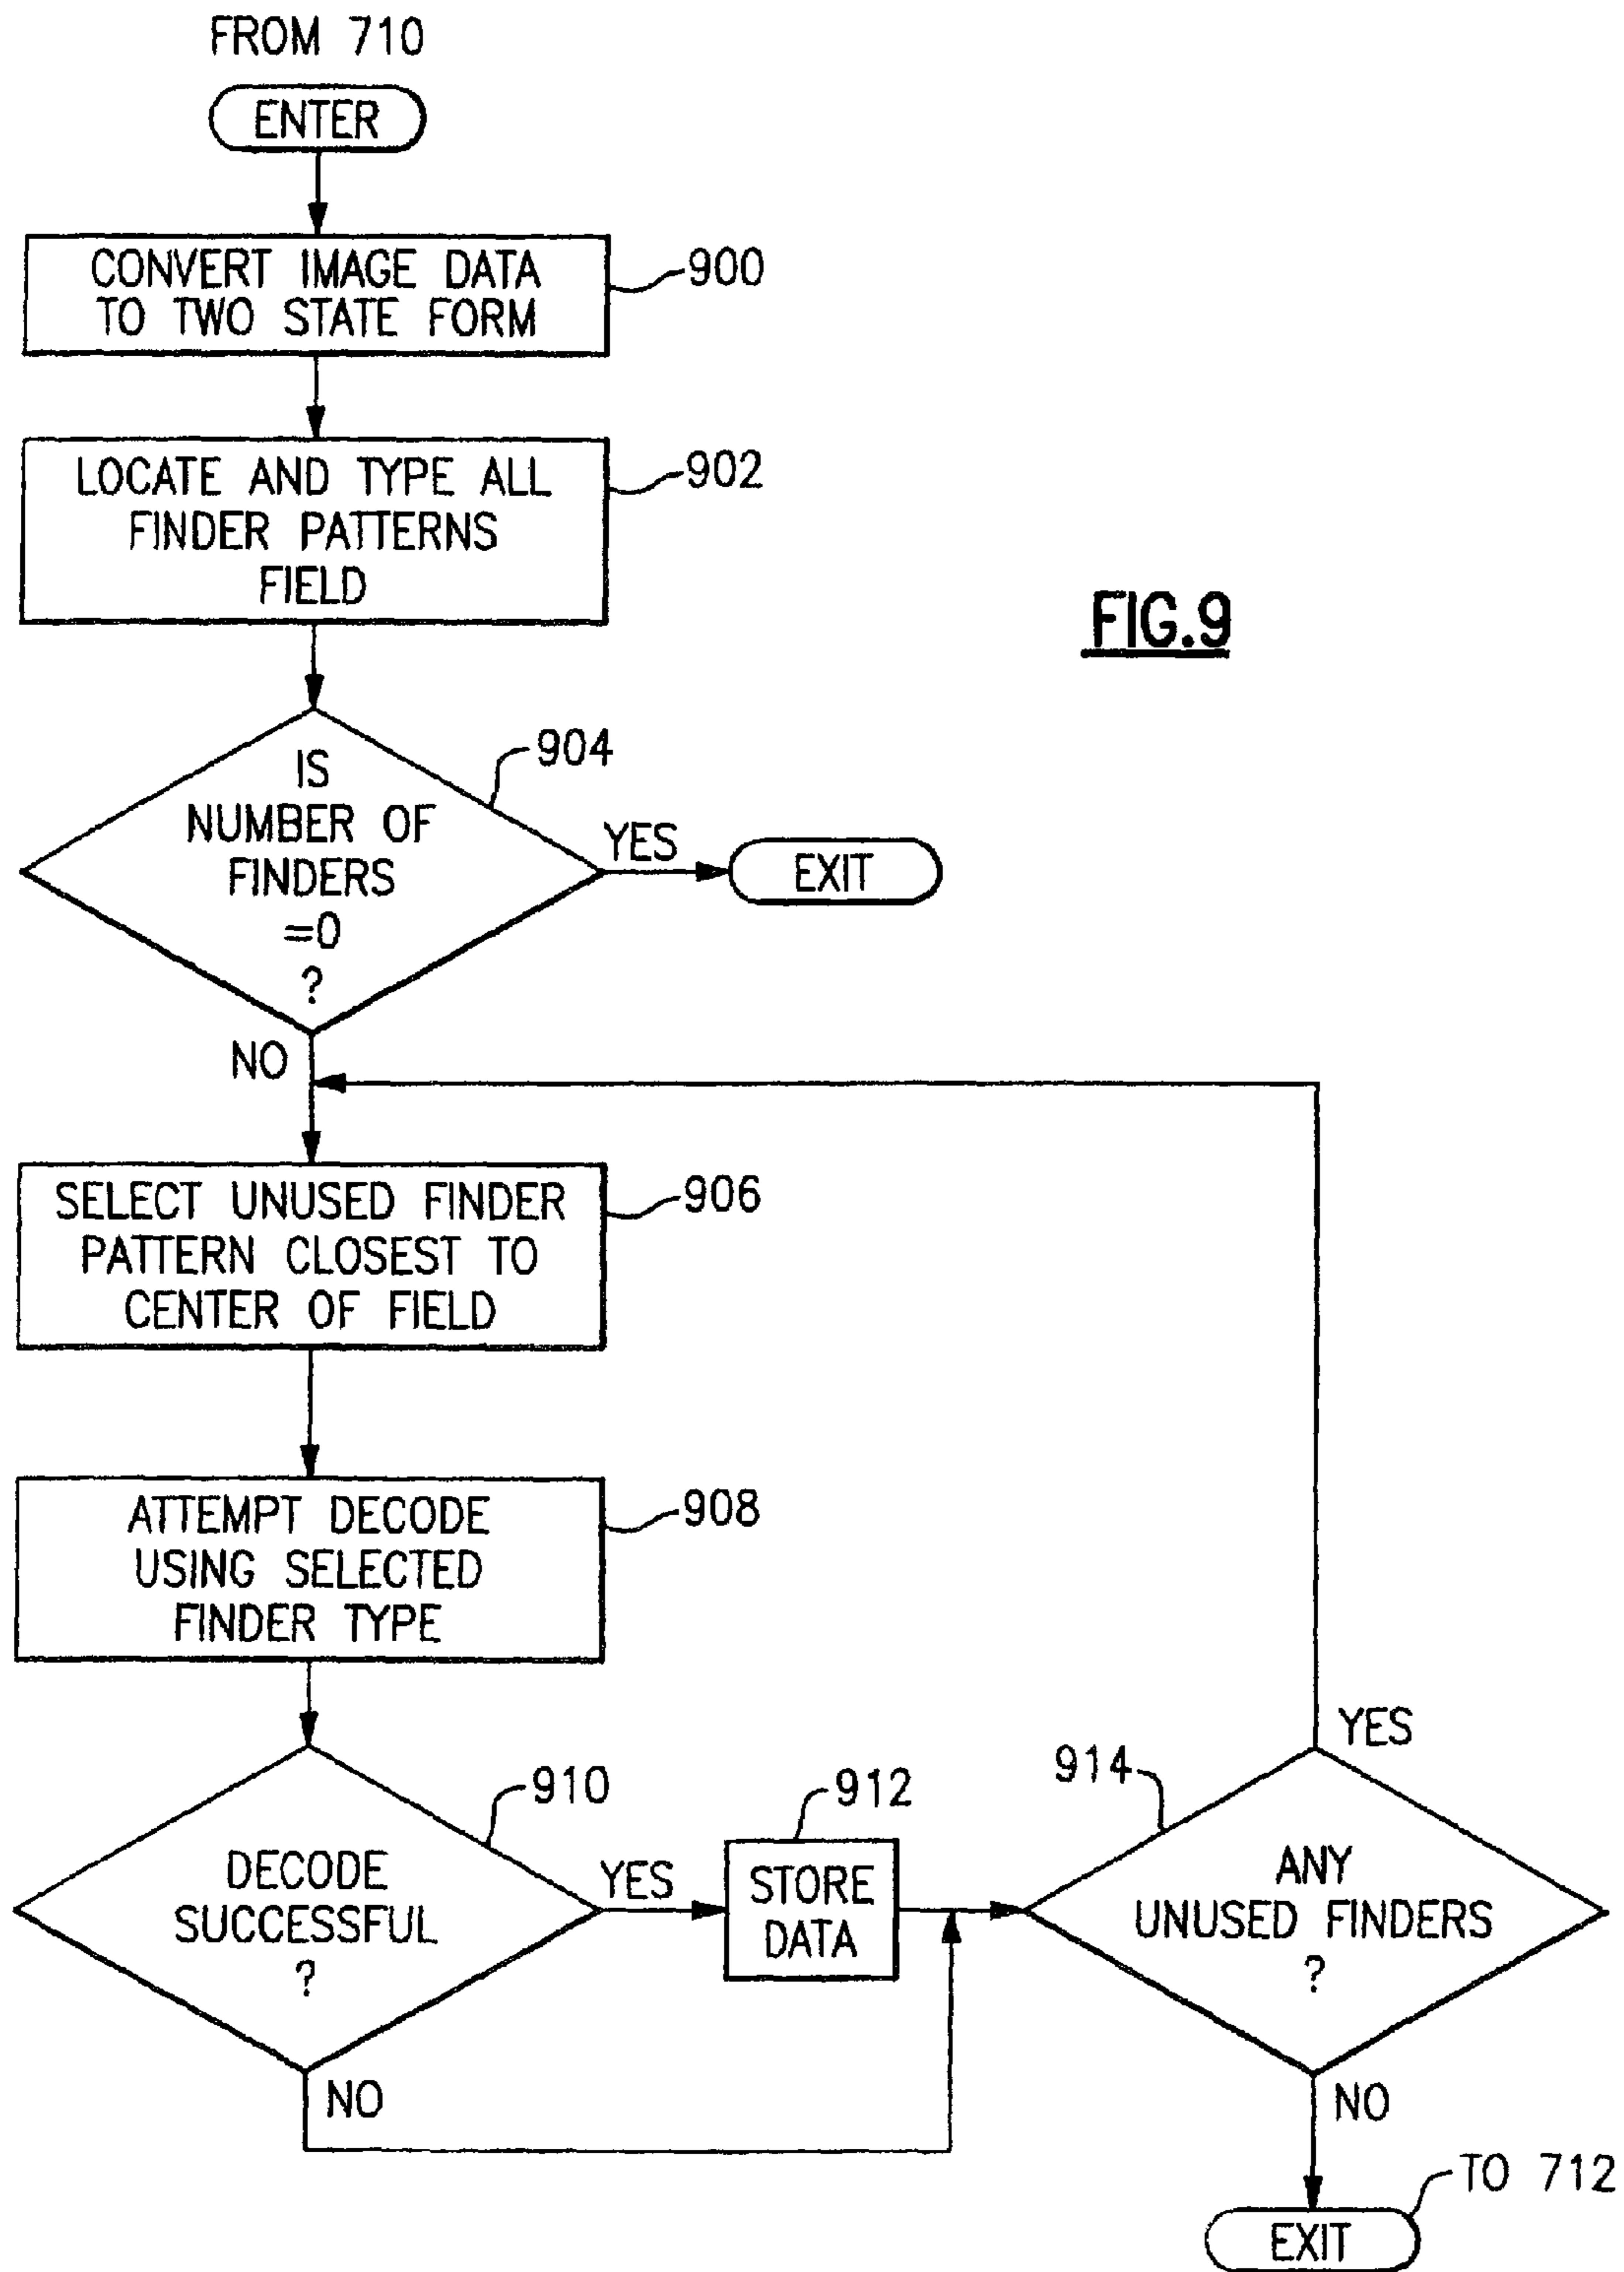 FROM 710
ENTER
CONVERT IMAGE DATA
TO TWO STATE FORM
900
LOCATE AND TYPE ALL
FINDER PATTERNS
FIELD
902
FIG.9
IS
NUMBER OF
FINDERS
=0
?
904
YES
EXIT
NO
SELECT UNUSED FINDER
PATTERN CLOSEST TO
CENTER OF FIELD
906
ATTEMPT DECODE
USING SELECTED
FINDER TYPE
908
DECODE
SUCCESSFUL
?
910
YES
NO
STORE
DATA
912
ANY
UNUSED FINDERS
?
914
YES
NO
EXIT
TO 712